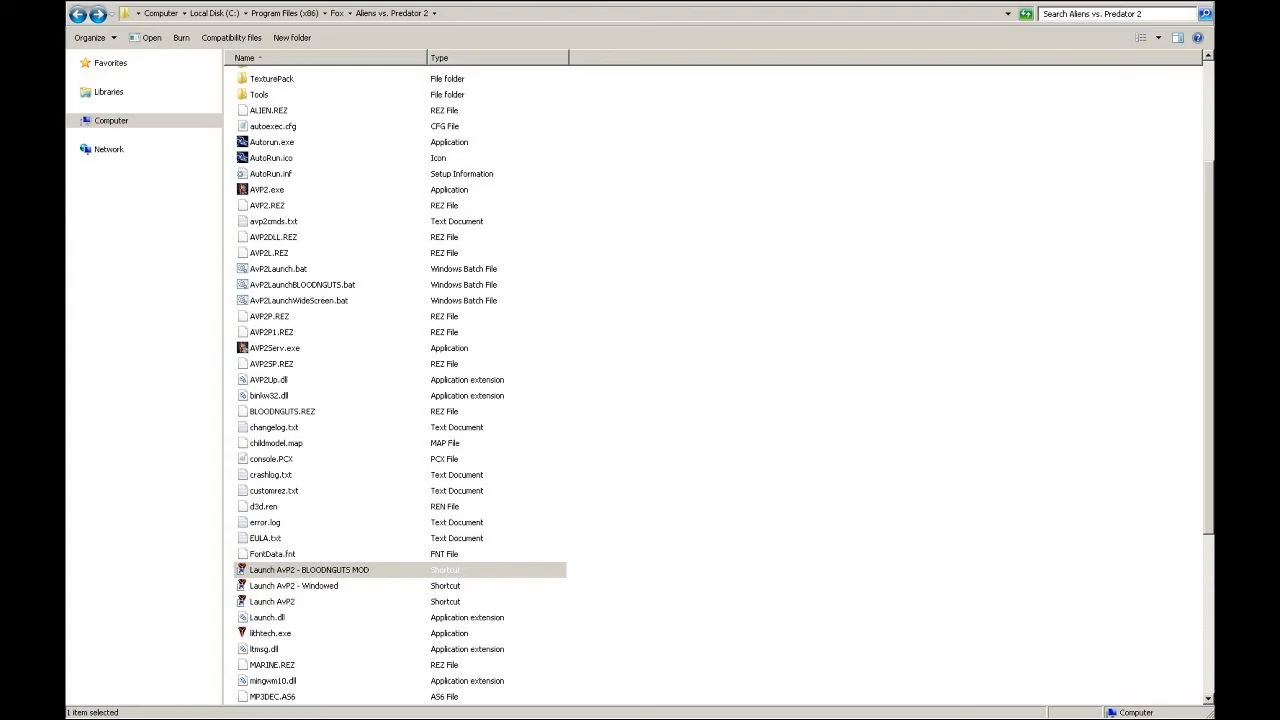 Computer ▸ Local Disk (C:) ▸ Program Files (x86) ▸ Fox ▸ Aliens vs. Predator 2
Search Aliens vs. Predator 2
Organize Open Burn Compatibility files New folder
Name Type
Favorites
Libraries
Computer
Network
TexturePack File folder
Tools File folder
ALIEN.REZ REZ File
autoexec.cfg CFG File
Autorun.exe Application
AutoRun.ico Icon
AutoRun.inf Setup Information
AVP2.exe Application
AVP2.REZ REZ File
avp2cmds.txt Text Document
AVP2DLL.REZ REZ File
AVP2L.REZ REZ File
AvP2Launch.bat Windows Batch File
AvP2LaunchBLOODNGUTS.bat Windows Batch File
AvP2LaunchWideScreen.bat Windows Batch File
AVP2P.REZ REZ File
AVP2P1.REZ REZ File
AVP2Serv.exe Application
AVP2SP.REZ REZ File
AVP2Up.dll Application extension
binkw32.dll Application extension
BLOODNGUTS.REZ REZ File
changelog.txt Text Document
childmodel.map MAP File
console.PCX PCX File
crashlog.txt Text Document
customrez.txt Text Document
d3d.ren REN File
error.log Text Document
EULA.txt Text Document
FontData.fnt FNT File
Launch AvP2 - BLOODNGUTS MOD Shortcut
Launch AvP2 - Windowed Shortcut
Launch AvP2 Shortcut
Launch.dll Application extension
lithtech.exe Application
ltmsg.dll Application extension
MARINE.REZ REZ File
mingwm10.dll Application extension
MP3DEC.AS6 AS6 File
1 item selected
Computer